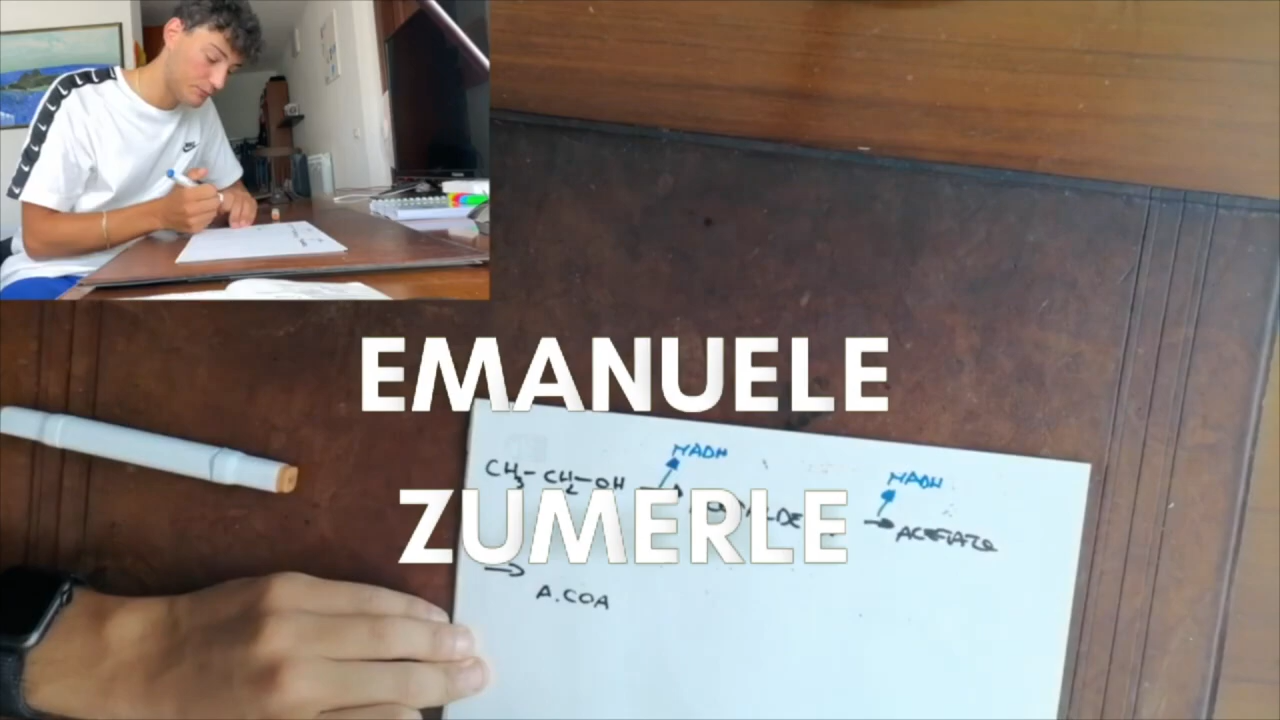 EMANUELE
NADH
NADH
CH3-CH2-OH
ZUMERLE
ACETATO
A.COA